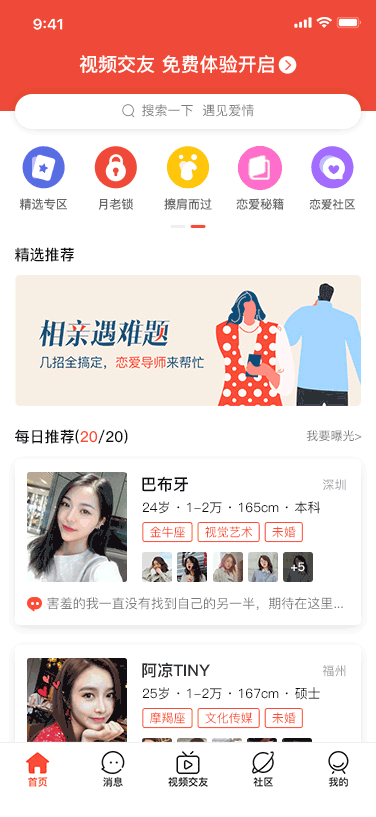 9:41
视频交友 免费体验开启
搜索一下 遇见爱情
精选专区 月老锁 擦肩而过 恋爱秘籍 恋爱社区
精选推荐
相亲遇难题
几招全搞定，恋爱导师来帮忙
每日推荐(20/20) 我要曝光>
巴布牙 深圳
24岁 · 1-2万 · 165cm · 本科
金牛座 视觉艺术 未婚
+5
害羞的我一直没有找到自己的另一半，期待在这里...
阿凉TINY 福州
25岁 · 1-2万 · 167cm · 硕士
摩羯座 文化传媒 未婚
首页 消息 视频交友 社区 我的